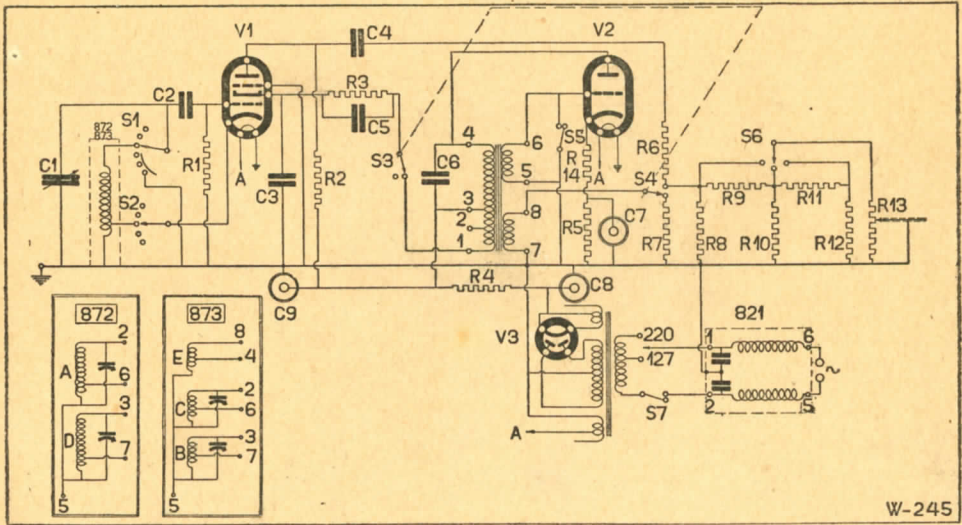 V1
C4
V2
C2
S1
872
873
C1
R1
A
C3
R2
R3
C5
S3
C6
4
3
2
1
6
5
8
7
S5
R
14
A
R5
C7
R6
S4
R7
S6
R9
R11
R13
R8
R10
R12
S2
C9
R4
C8
V3
220
127
S7
A
821
1
6
2
5
~
872
2
A
6
3
D
7
5
873
8
E
4
2
C
6
3
B
7
5
W-245